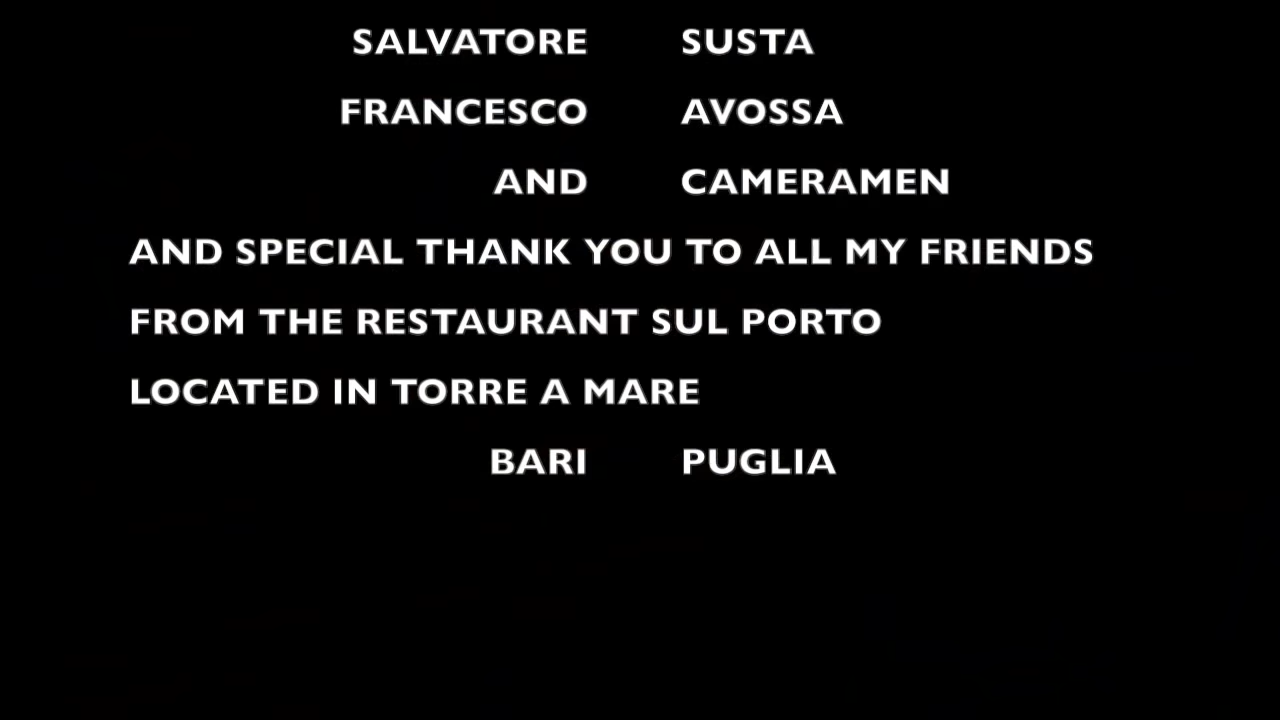 SALVATORE SUSTA
FRANCESCO AVOSSA
AND CAMERAMEN
AND SPECIAL THANK YOU TO ALL MY FRIENDS
FROM THE RESTAURANT SUL PORTO
LOCATED IN TORRE A MARE
BARI PUGLIA